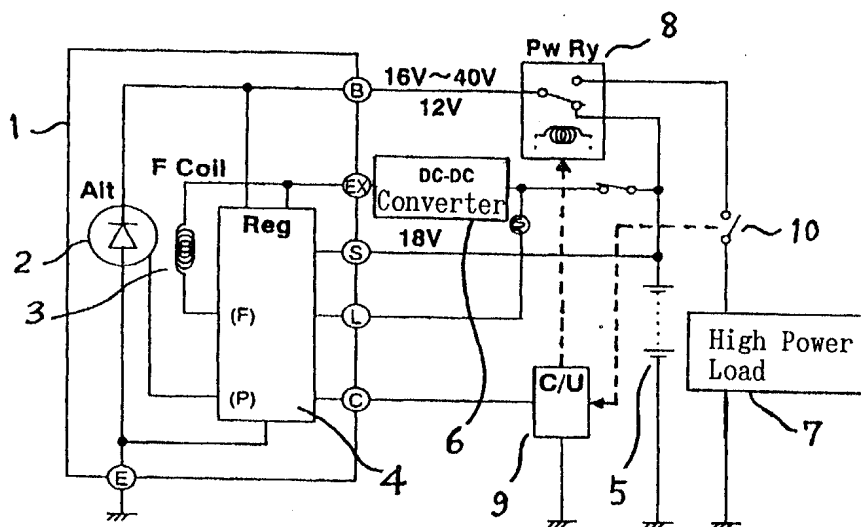 Pw Ry
8
B
16V~40V
12V
1
F Coil
EX
DC-DC
Converter
Alt
Reg
10
2
S
18V
3
(F)
L
High Power
Load
C/U
(P)
C
4
6
9
5
7
E